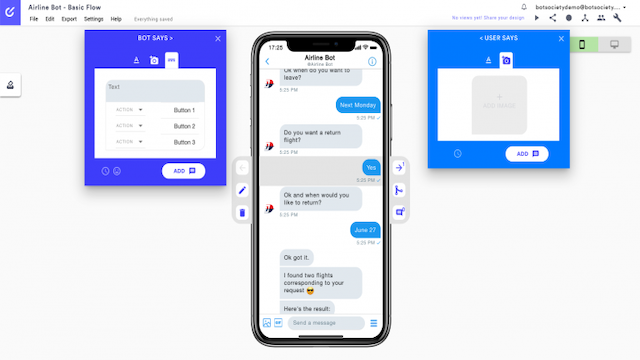 Airline Bot - Basic Flow
File
Edit
Export
Settings
Help
Everything saved
No views yet! Share your design.
botsocietydemo@botsociety...
BOT SAYS >
Text
ACTION
Button 1
ACTION
Button 2
ACTION
Button 3
ADD
17:25
Airline Bot
@Airline Bot
Ok when do you want to
leave?
5:25 PM
Next Monday
5:25 PM
Do you want a return
flight?
5:25 PM
Yes
5:25 PM
Ok and when would you
like to return?
5:25 PM
June 27
5:25 PM
Ok got it.
I found two flights
corresponding to your
request
Here's the result:
GIF
Send a message
< USER SAYS
ADD